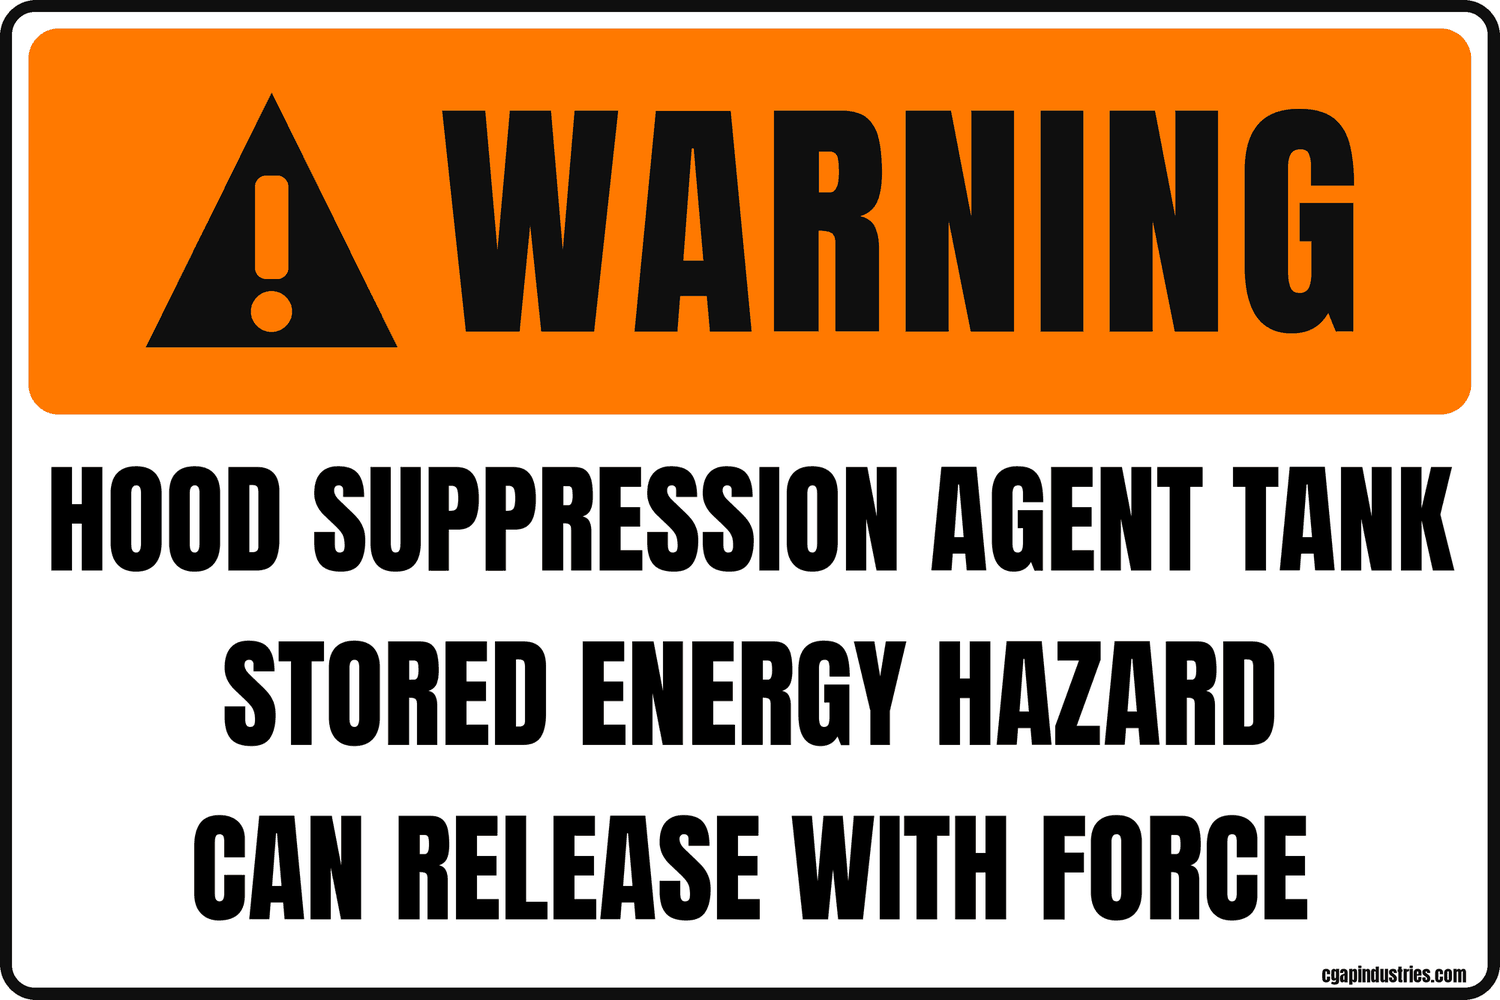 WARNING
HOOD SUPPRESSION AGENT TANK
STORED ENERGY HAZARD
CAN RELEASE WITH FORCE
cgapindustries.com